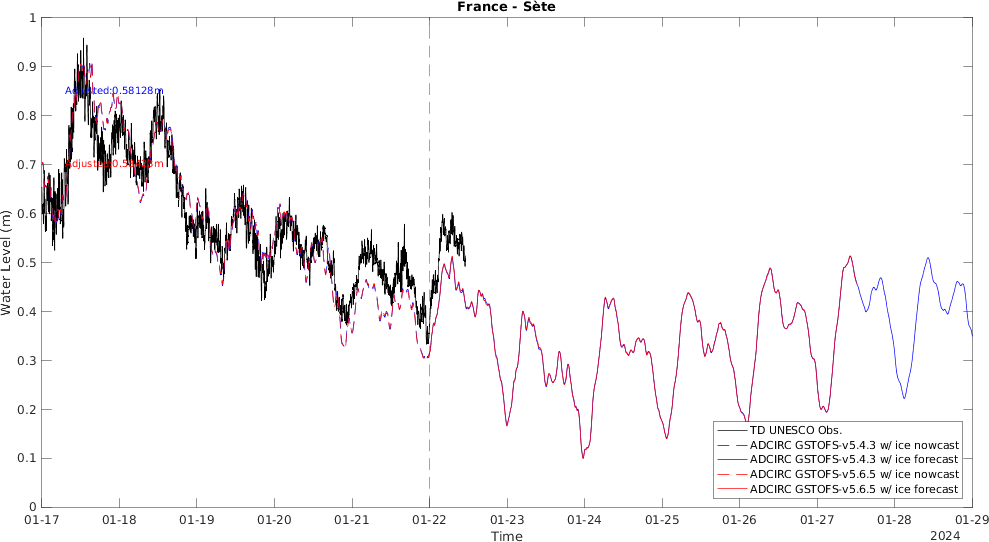 France - Sète
Water Level (m)
1
0.9
0.8
0.7
0.6
0.5
0.4
0.3
0.2
0.1
0
Adjusted:0.58128m
TD UNESCO Obs.
ADCIRC GSTOFS-v5.4.3 w/ ice nowcast
ADCIRC GSTOFS-v5.4.3 w/ ice forecast
ADCIRC GSTOFS-v5.6.5 w/ ice nowcast
ADCIRC GSTOFS-v5.6.5 w/ ice forecast
01-17 01-18 01-19 01-20 01-21 01-22 01-23 01-24 01-25 01-26 01-27 01-28 01-29
Time
2024